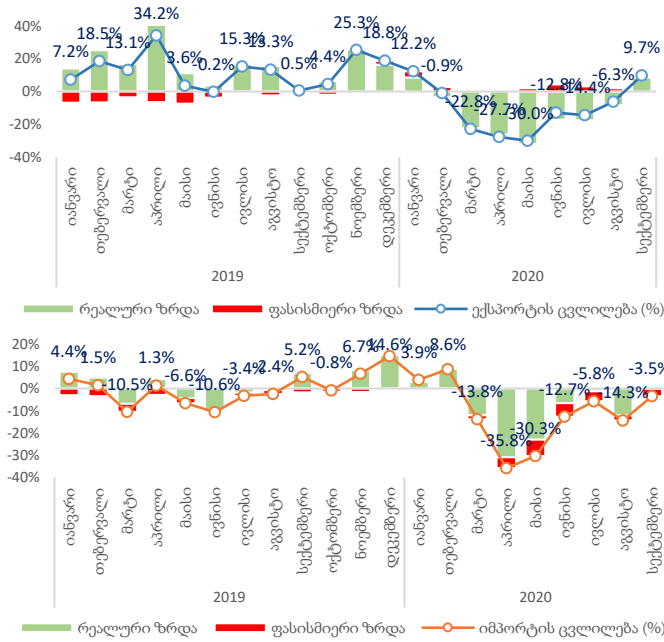 40%
20%
0%
-20%
-40%
7.2%
18.5%
13.1%
34.2%
3.6%
-0.2%
15.3%
13.3%
0.5%
4.4%
25.3%
18.8%
12.2%
-0.9%
-22.8%
-27.7%
-30.0%
-12.8%
-14.4%
-6.3%
9.7%
იანვარი
თებერვალი
მარტი
აპრილი
მაისი
ივნისი
ივლისი
აგვისტო
სექტემბერი
ოქტომბერი
ნოემბერი
დეკემბერი
იანვარი
თებერვალი
მარტი
აპრილი
მაისი
ივნისი
ივლისი
აგვისტო
სექტემბერი
2019
2020
რეალური ზრდა
ფასისმიერი ზრდა
ექსპორტის ცვლილება (%)
20%
10%
0%
-10%
-20%
-30%
-40%
4.4%
1.5%
-10.5%
1.3%
-6.6%
-10.6%
-3.4%
-2.4%
5.2%
-0.8%
6.7%
14.6%
3.9%
8.6%
-13.8%
-35.8%
-30.3%
-12.7%
-5.8%
-14.3%
-3.5%
იანვარი
თებერვალი
მარტი
აპრილი
მაისი
ივნისი
ივლისი
აგვისტო
სექტემბერი
ოქტომბერი
ნოემბერი
დეკემბერი
იანვარი
თებერვალი
მარტი
აპრილი
მაისი
ივნისი
ივლისი
აგვისტო
სექტემბერი
2019
2020
რეალური ზრდა
ფასისმიერი ზრდა
იმპორტის ცვლილება (%)